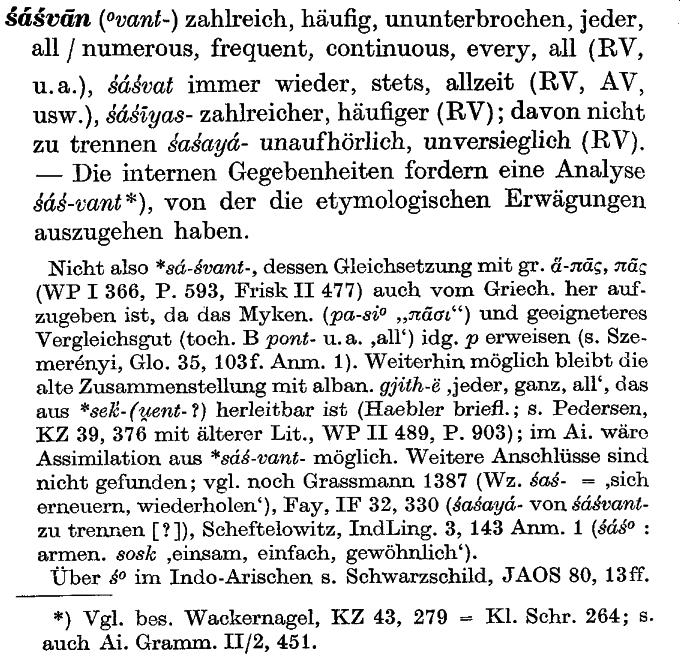 śáśvān (°vant-) zahlreich, häufig, ununterbrochen, jeder,
all / numerous, frequent, continuous, every, all (RV,
u.a.), śáśvat immer wieder, stets, allzeit (RV, AV,
usw.), śáśīyas- zahlreicher, häufiger (RV); davon nicht
zu trennen śaśayá- unaufhörlich, unversieglich (RV).
— Die internen Gegebenheiten fordern eine Analyse
śáś-vant*), von der die etymologischen Erwägungen
auszugehen haben.
Nicht also *sá-śvant-, dessen Gleichsetzung mit gr. ἅ-πᾱς, πᾶς
(WP I 366, P. 593, Frisk II 477) auch vom Griech. her auf-
zugeben ist, da das Myken. (pa-si° „πᾶσι“) und geeigneteres
Vergleichsgut (toch. B pont- u. a. ‚all‘) idg. p erweisen (s. Sze-
merényi, Glo. 35, 103f. Anm. 1). Weiterhin möglich bleibt die
alte Zusammenstellung mit alban. gjith-ë ‚jeder, ganz, all‘, das
aus *seḱ-(u̯ent-?) herleitbar ist (Haebler briefl.; s. Pedersen,
KZ 39, 376 mit älterer Lit., WP II 489, P. 903); im Ai. wäre
Assimilation aus *sáś-vant- möglich. Weitere Anschlüsse sind
nicht gefunden; vgl. noch Grassmann 1387 (Wz. śaś- = ‚sich
erneuern, wiederholen‘), Fay, IF 32, 330 (śaśayá- von śáśvant-
zu trennen [?]), Scheftelowitz, IndLing. 3, 143 Anm. 1 (śáś° :
armen. sosk ‚einsam, einfach, gewöhnlich‘).
Über ś° im Indo-Arischen s. Schwarzschild, JAOS 80, 13ff.
*) Vgl. bes. Wackernagel, KZ 43, 279 = Kl. Schr. 264; s.
auch Ai. Gramm. II/2, 451.